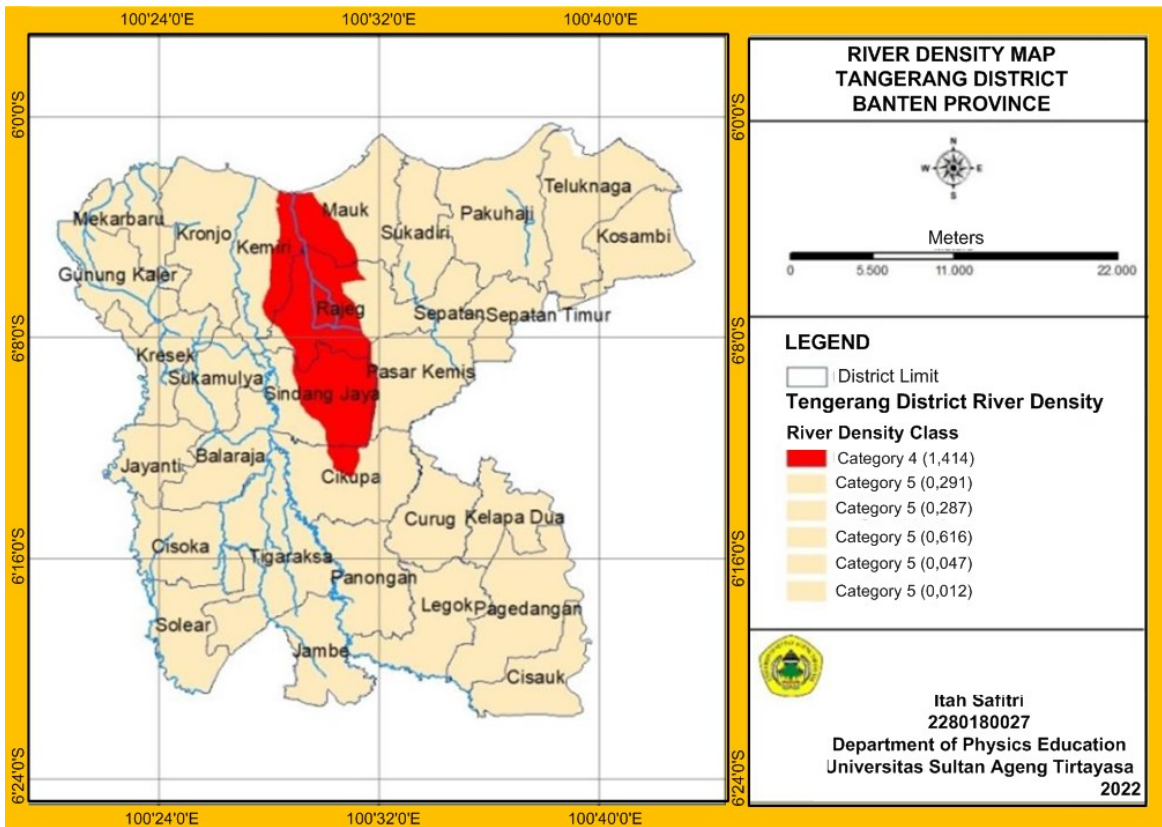 100'24'0"E 100'32'0"E 100'40'0"E
6'0'0"S 6'0'0"S
Teluknaga
Mekarbaru Mauk Pakuhaji
Kronjo Sukadiri Kosambi
Kemiri
Gunung Kaler
Rajeg Sepatan Sepatan Timur
6'8'0"S 6'8'0"S
Kresek Pasar Kemis
Sukamulya Sindang Jaya
Jayanti Balaraja
Cikupa
Curug Kelapa Dua
Cisoka Tigaraksa
6'16'0"S 6'16'0"S
Panongan
Legok Pagedangan
Solear
Jambe
Cisauk
6'24'0"S 6'24'0"S
100'24'0"E 100'32'0"E 100'40'0"E
RIVER DENSITY MAP
TANGERANG DISTRICT
BANTEN PROVINCE
N
W E
S
Meters
0 5.500 11.000 22.000
LEGEND
District Limit
Tengerang District River Density
River Density Class
Category 4 (1,414)
Category 5 (0,291)
Category 5 (0,287)
Category 5 (0,616)
Category 5 (0,047)
Category 5 (0,012)
Itah Safitri
2280180027
Department of Physics Education
Universitas Sultan Ageng Tirtayasa
2022